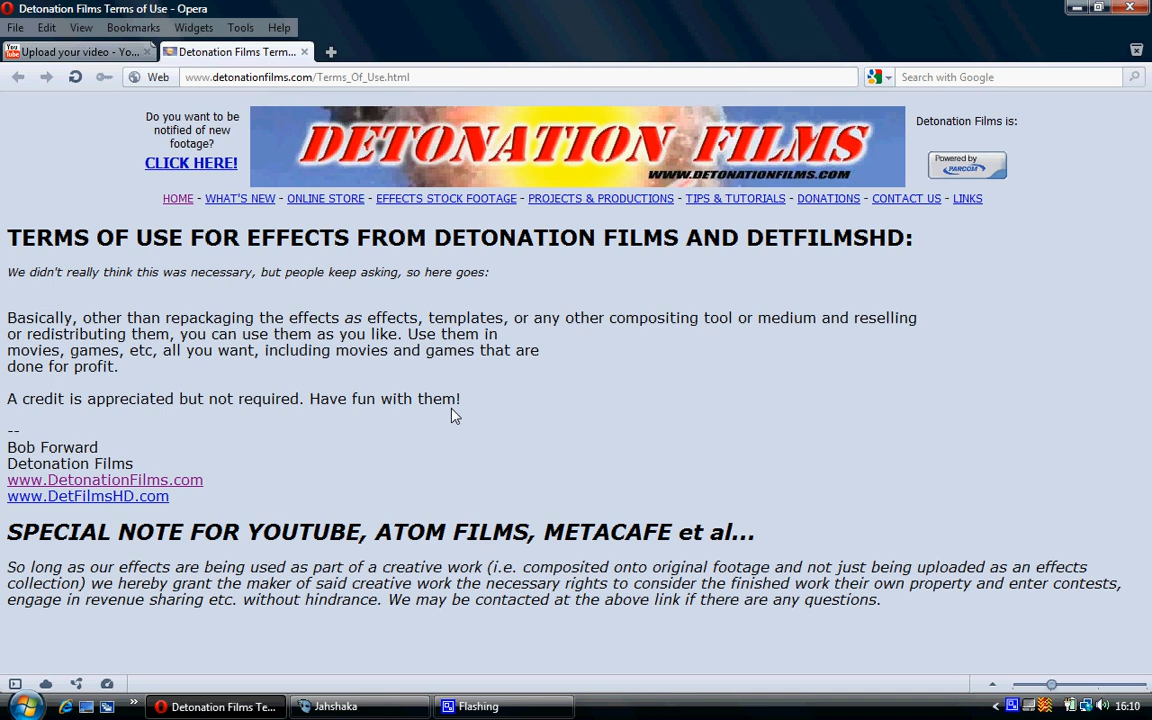 Detonation Films Terms of Use - Opera
File Edit View Bookmarks Widgets Tools Help
You Tube Upload your video - Yo... Detonation Films Term...
Web www.detonationfilms.com/Terms_Of_Use.html Search with Google
Do you want to be
notified of new
footage?
CLICK HERE!
DETONATION FILMS
WWW.DETONATIONFILMS.COM
Detonation Films is:
Powered by
PARCOM
HOME - WHAT'S NEW - ONLINE STORE - EFFECTS STOCK FOOTAGE - PROJECTS & PRODUCTIONS - TIPS & TUTORIALS - DONATIONS - CONTACT US - LINKS
TERMS OF USE FOR EFFECTS FROM DETONATION FILMS AND DETFILMSHD:
We didn't really think this was necessary, but people keep asking, so here goes:
Basically, other than repackaging the effects as effects, templates, or any other compositing tool or medium and reselling
or redistributing them, you can use them as you like. Use them in
movies, games, etc, all you want, including movies and games that are
done for profit.
A credit is appreciated but not required. Have fun with them!
--
Bob Forward
Detonation Films
www.DetonationFilms.com
www.DetFilmsHD.com
SPECIAL NOTE FOR YOUTUBE, ATOM FILMS, METACAFE et al...
So long as our effects are being used as part of a creative work (i.e. composited onto original footage and not just being uploaded as an effects
collection) we hereby grant the maker of said creative work the necessary rights to consider the finished work their own property and enter contests,
engage in revenue sharing etc. without hindrance. We may be contacted at the above link if there are any questions.
Detonation Films Te... Jahshaka Flashing 16:10